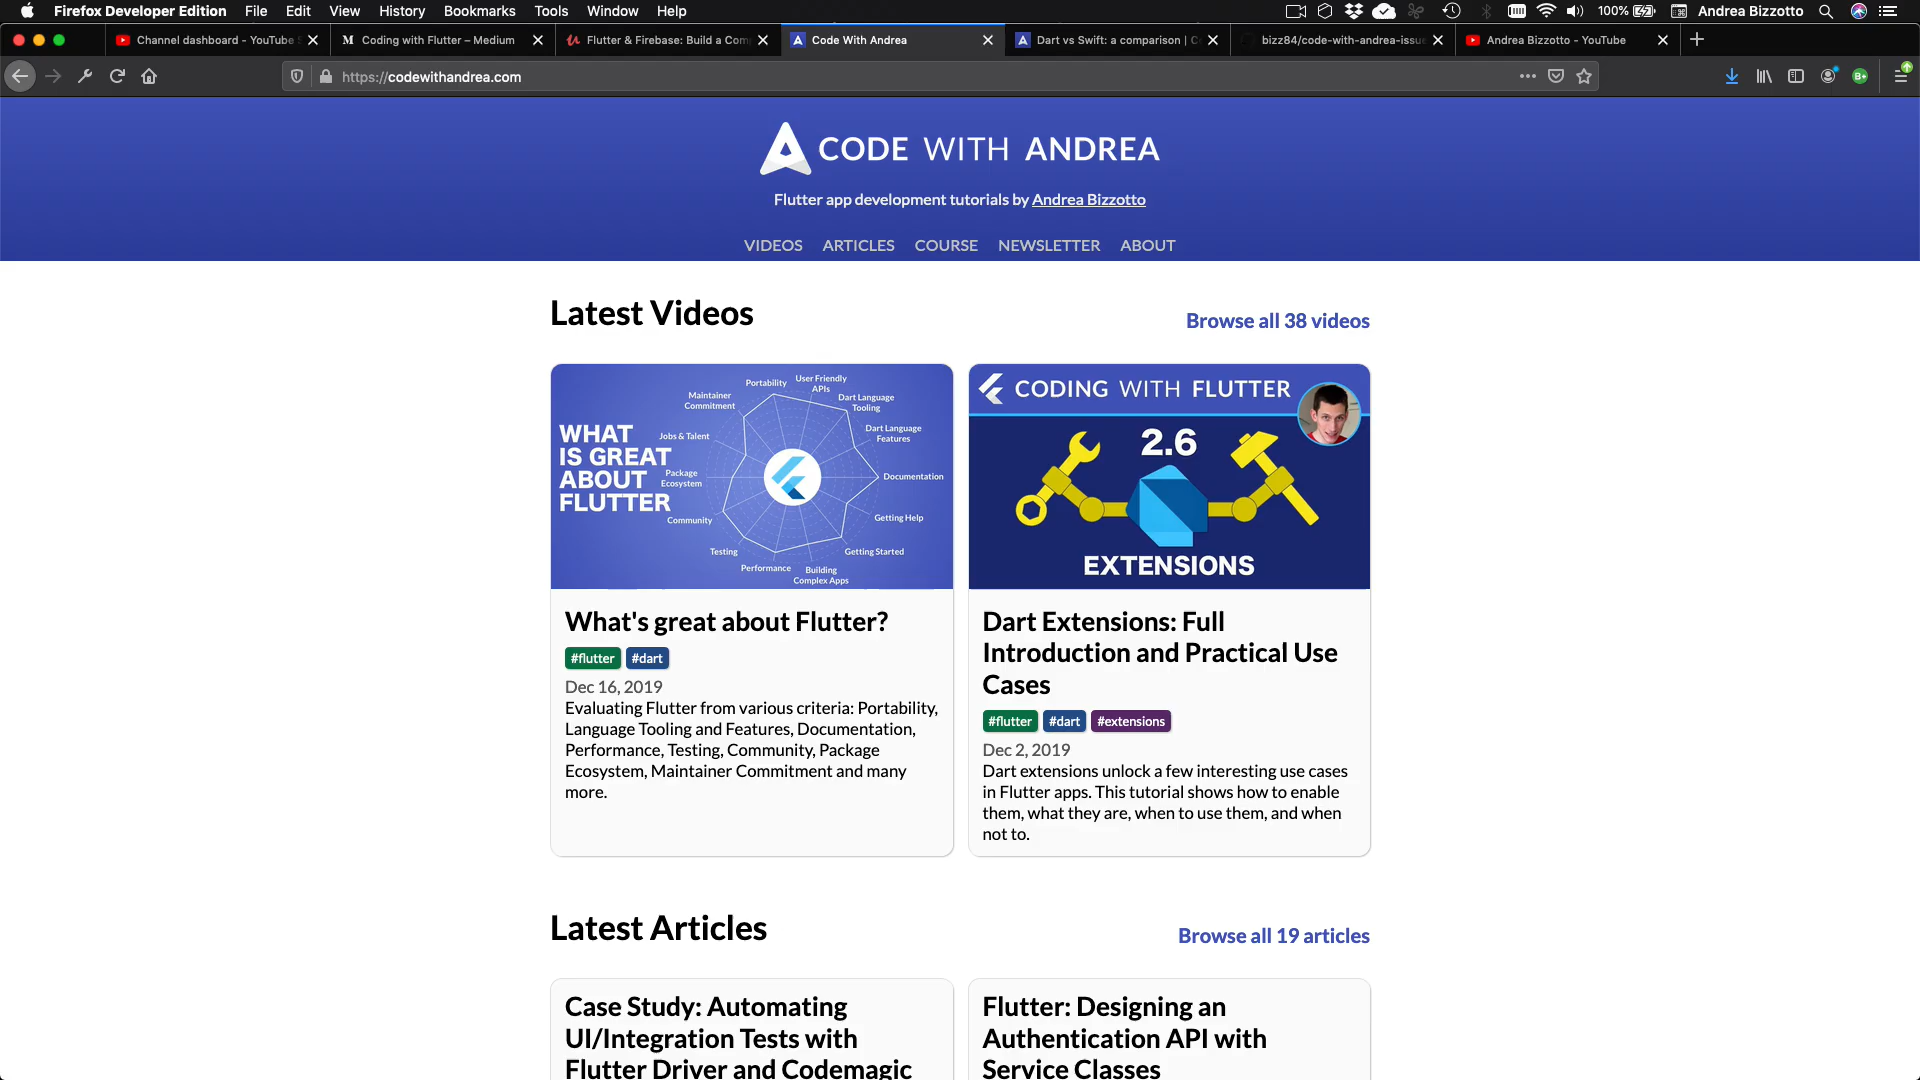 Firefox Developer Edition File Edit View History Bookmarks Tools Window Help 100% Andrea Bizzotto
Channel dashboard - YouTube S
Coding with Flutter – Medium
Flutter & Firebase: Build a Com
Code With Andrea
Dart vs Swift: a comparison | C
bizz84/code-with-andrea-issue
Andrea Bizzotto - YouTube
https://codewithandrea.com
CODE WITH ANDREA
Flutter app development tutorials by Andrea Bizzotto
VIDEOS ARTICLES COURSE NEWSLETTER ABOUT
Latest Videos
Browse all 38 videos
WHAT
IS GREAT
ABOUT
FLUTTER
Portability
User Friendly
APIs
Dart Language
Tooling
Dart Language
Features
Documentation
Getting Help
Getting Started
Building
Complex Apps
Performance
Testing
Community
Package
Ecosystem
Jobs & Talent
Maintainer
Commitment
What's great about Flutter?
#flutter #dart
Dec 16, 2019
Evaluating Flutter from various criteria: Portability,
Language Tooling and Features, Documentation,
Performance, Testing, Community, Package
Ecosystem, Maintainer Commitment and many
more.
CODING WITH FLUTTER
2.6
EXTENSIONS
Dart Extensions: Full
Introduction and Practical Use
Cases
#flutter #dart #extensions
Dec 2, 2019
Dart extensions unlock a few interesting use cases
in Flutter apps. This tutorial shows how to enable
them, what they are, when to use them, and when
not to.
Latest Articles
Browse all 19 articles
Case Study: Automating
UI/Integration Tests with
Flutter Driver and Codemagic
Flutter: Designing an
Authentication API with
Service Classes